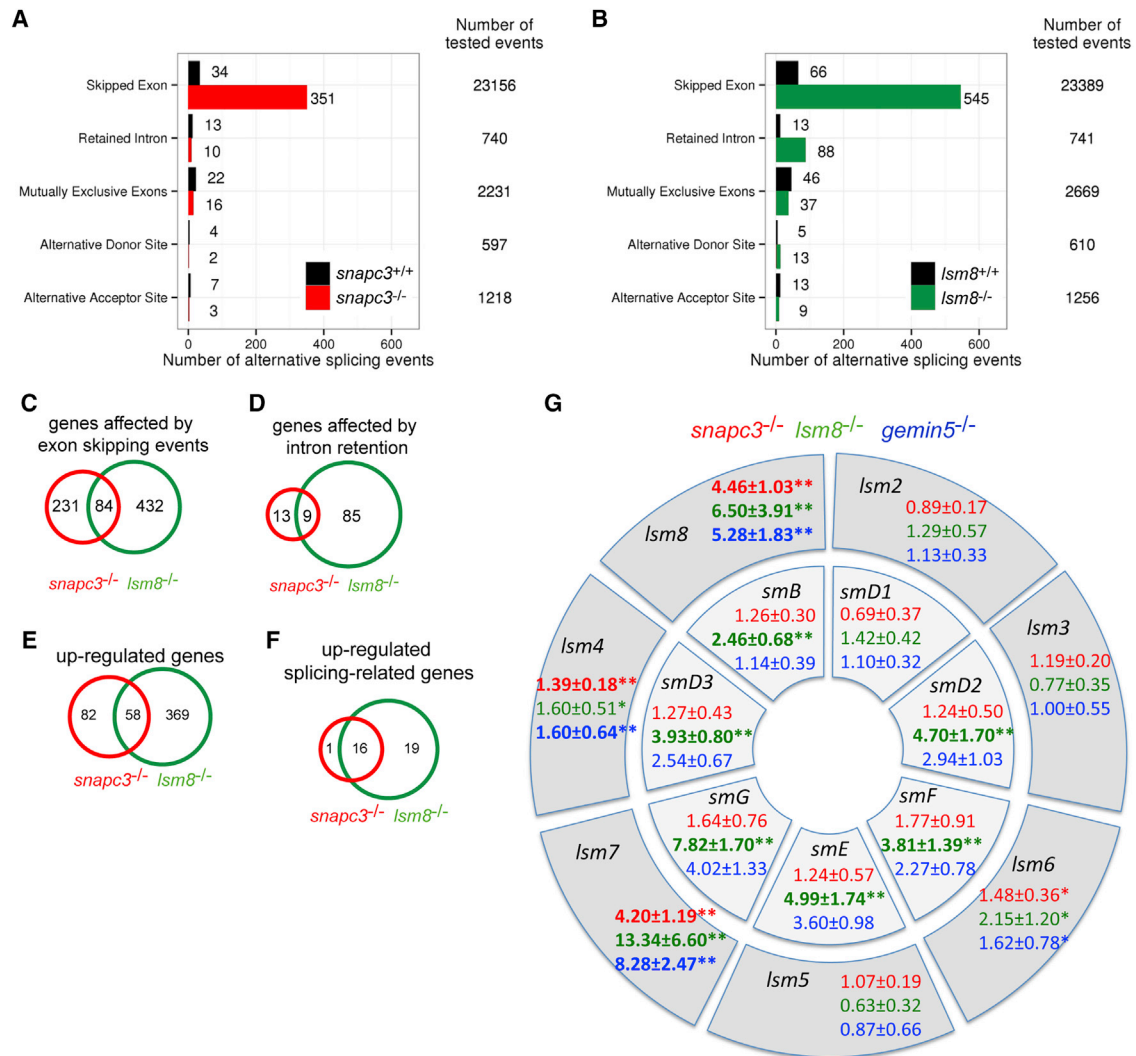 A
Number of
tested events
Skipped Exon
34
351
23156
Retained Intron
13
10
740
Mutually Exclusive Exons
22
16
2231
Alternative Donor Site
4
2
597
Alternative Acceptor Site
7
3
1218
snapc3+/+
snapc3-/-
0 200 400 600
Number of alternative splicing events
B
Number of
tested events
Skipped Exon
66
545
23389
Retained Intron
13
88
741
Mutually Exclusive Exons
46
37
2669
Alternative Donor Site
5
13
610
Alternative Acceptor Site
13
9
1256
lsm8+/+
lsm8-/-
0 200 400 600
Number of alternative splicing events
C
genes affected by
exon skipping events
231 84 432
snapc3-/- lsm8-/-
D
genes affected by
intron retention
13 9 85
snapc3-/- lsm8-/-
E
up-regulated genes
82 58 369
snapc3-/- lsm8-/-
F
up-regulated
splicing-related genes
1 16 19
snapc3-/- lsm8-/-
G
snapc3-/- lsm8-/- gemin5-/-
lsm8
4.46±1.03**
6.50±3.91**
5.28±1.83**
lsm2
0.89±0.17
1.29±0.57
1.13±0.33
lsm3
1.19±0.20
0.77±0.35
1.00±0.55
lsm6
1.48±0.36*
2.15±1.20*
1.62±0.78*
lsm5
1.07±0.19
0.63±0.32
0.87±0.66
lsm7
4.20±1.19**
13.34±6.60**
8.28±2.47**
lsm4
1.39±0.18**
1.60±0.51*
1.60±0.64**
smB
1.26±0.30
2.46±0.68**
1.14±0.39
smD1
0.69±0.37
1.42±0.42
1.10±0.32
smD2
1.24±0.50
4.70±1.70**
2.94±1.03
smF
1.77±0.91
3.81±1.39**
2.27±0.78
smE
1.24±0.57
4.99±1.74**
3.60±0.98
smG
1.64±0.76
7.82±1.70**
4.02±1.33
smD3
1.27±0.43
3.93±0.80**
2.54±0.67